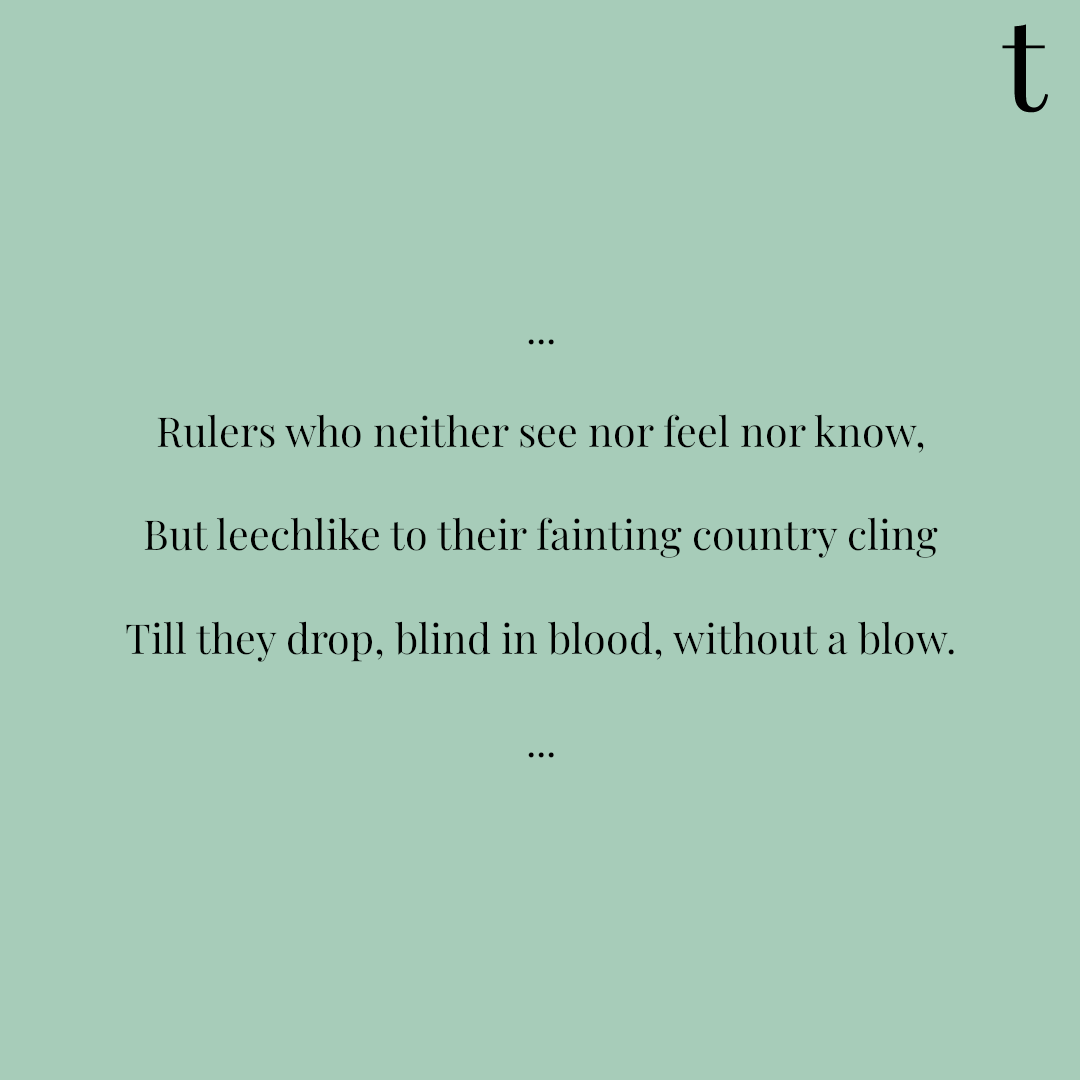 t
...
Rulers who neither see nor feel nor know,
But leechlike to their fainting country cling
Till they drop, blind in blood, without a blow.
...